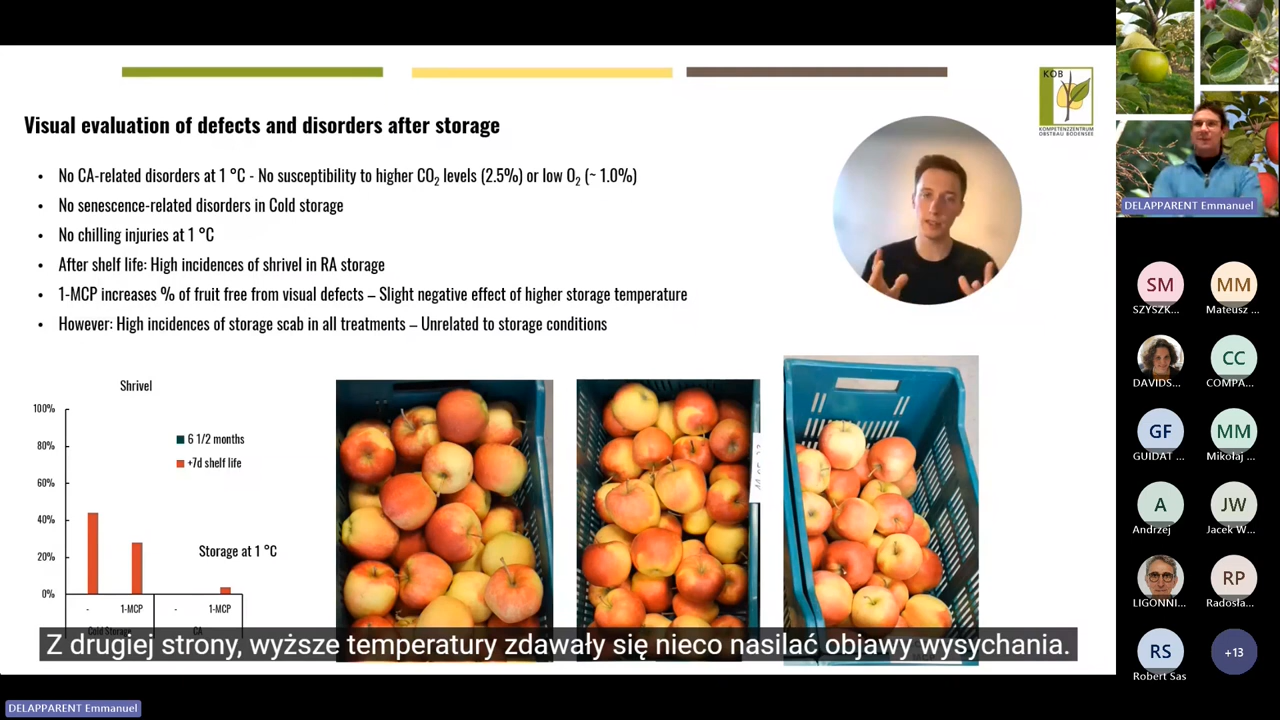 KOB
KOMPETENZZENTRUM
OBSTBAU BODENSEE
Visual evaluation of defects and disorders after storage
• No CA-related disorders at 1 °C - No susceptibility to higher CO2 levels (2.5%) or low O2 (~ 1.0%)
• No senescence-related disorders in Cold storage
• No chilling injuries at 1 °C
• After shelf life: High incidences of shrivel in RA storage
• 1-MCP increases % of fruit free from visual defects – Slight negative effect of higher storage temperature
• However: High incidences of storage scab in all treatments – Unrelated to storage conditions
Shrivel
100%
80%
60%
40%
20%
0%
6 1/2 months
+7d shelf life
Storage at 1 °C
- 1-MCP - 1-MCP
Cold Storage CA
Z drugiej strony, wyższe temperatury zdawały się nieco nasilać objawy wysychania.
DELAPPARENT Emmanuel
DELAPPARENT Emmanuel
SM MM
SZYSZK... Mateusz ...
CC
DAVIDS... COMPA...
GF MM
GUIDAT ... Mikołaj ...
A JW
Andrzej Jacek W...
RP
LIGONNI... Radosła...
RS +13
Robert Sas